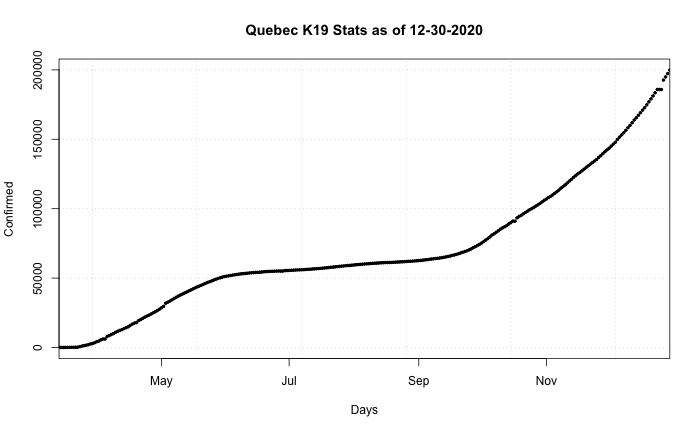 Quebec K19 Stats as of 12-30-2020
Confirmed
200000
150000
100000
50000
0
May Jul Sep Nov
Days